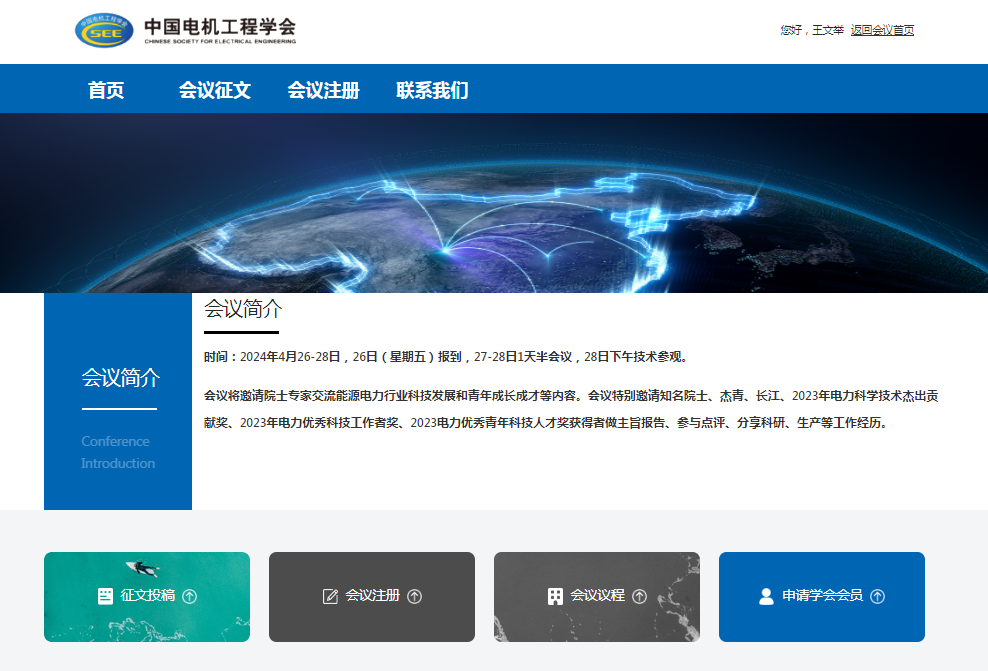 中国电机工程学会
SEE
中国电机工程学会
CHINESE SOCIETY FOR ELECTRICAL ENGINEERING
您好，王文举 返回会议首页
首页 会议征文 会议注册 联系我们
会议简介
Conference
Introduction
会议简介
时间：2024年4月26-28日，26日（星期五）报到，27-28日1天半会议，28日下午技术参观。
会议将邀请院士专家交流能源电力行业科技发展和青年成长成才等内容。会议特别邀请知名院士、杰青、长江、2023年电力科学技术杰出贡
献奖、2023年电力优秀科技工作者奖、2023电力优秀青年科技人才奖获得者做主旨报告、参与点评、分享科研、生产等工作经历。
征文投稿 会议注册 会议议程 申请学会会员